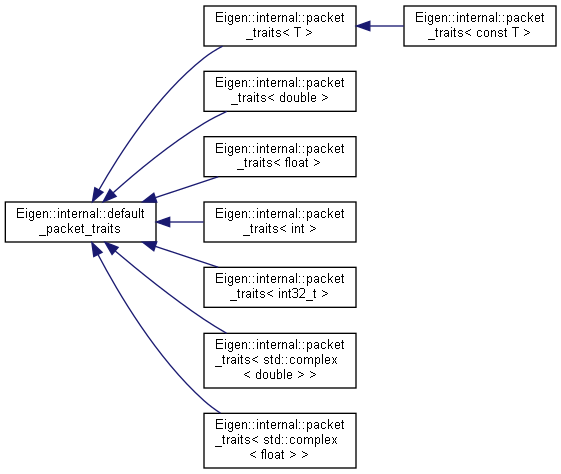 Eigen::internal::packet
_traits< T >
Eigen::internal::packet
_traits< const T >
Eigen::internal::packet
_traits< double >
Eigen::internal::packet
_traits< float >
Eigen::internal::default
_packet_traits
Eigen::internal::packet
_traits< int >
Eigen::internal::packet
_traits< int32_t >
Eigen::internal::packet
_traits< std::complex
< double > >
Eigen::internal::packet
_traits< std::complex
< float > >